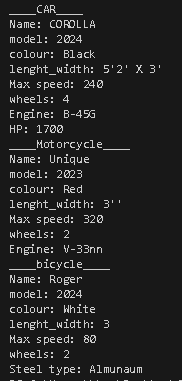 ____CAR____
Name: COROLLA
model: 2024
colour: Black
lenght_width: 5'2' X 3'
Max speed: 240
wheels: 4
Engine: B-45G
HP: 1700
____Motorcycle____
Name: Unique
model: 2023
colour: Red
lenght_width: 3''
Max speed: 320
wheels: 2
Engine: V-33nn
____bicycle____
Name: Roger
model: 2024
colour: White
lenght_width: 3
Max speed: 80
wheels: 2
Steel type: Almunaum